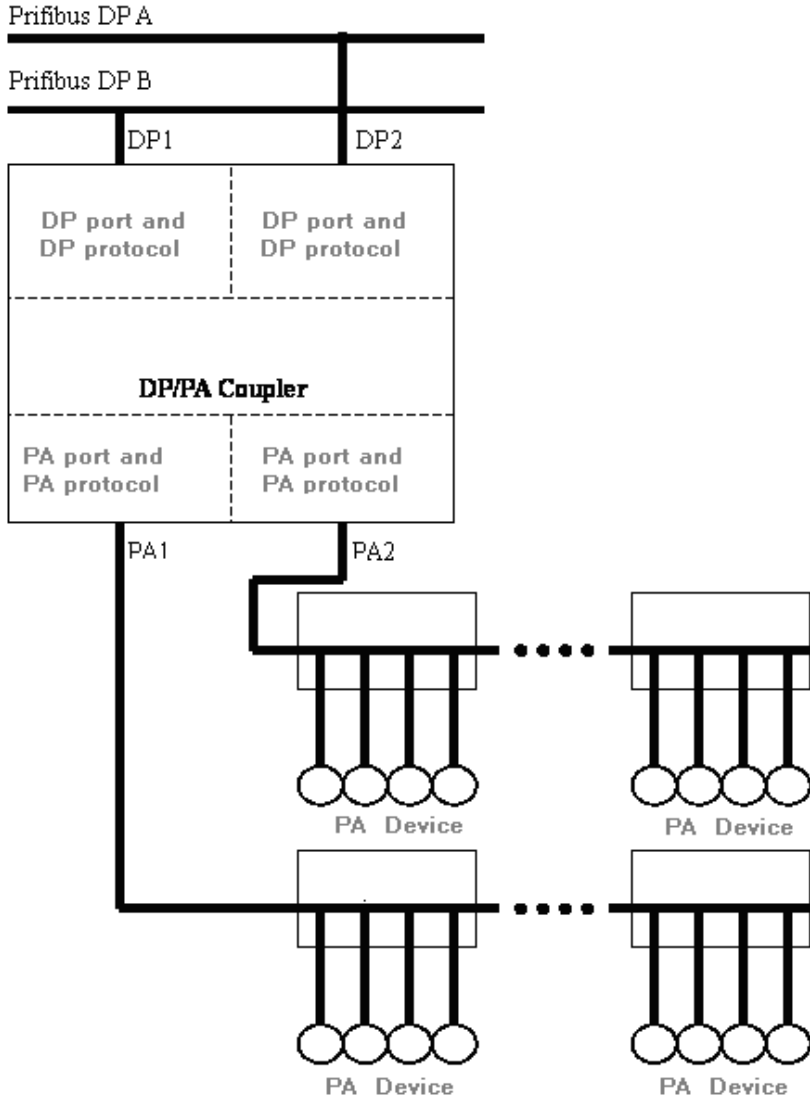 Prifibus DP A
Prifibus DP B
DP1
DP2
DP port and
DP protocol
DP port and
DP protocol
DP/PA Coupler
PA port and
PA protocol
PA port and
PA protocol
PA1
PA2
PA Device
PA Device
PA Device
PA Device